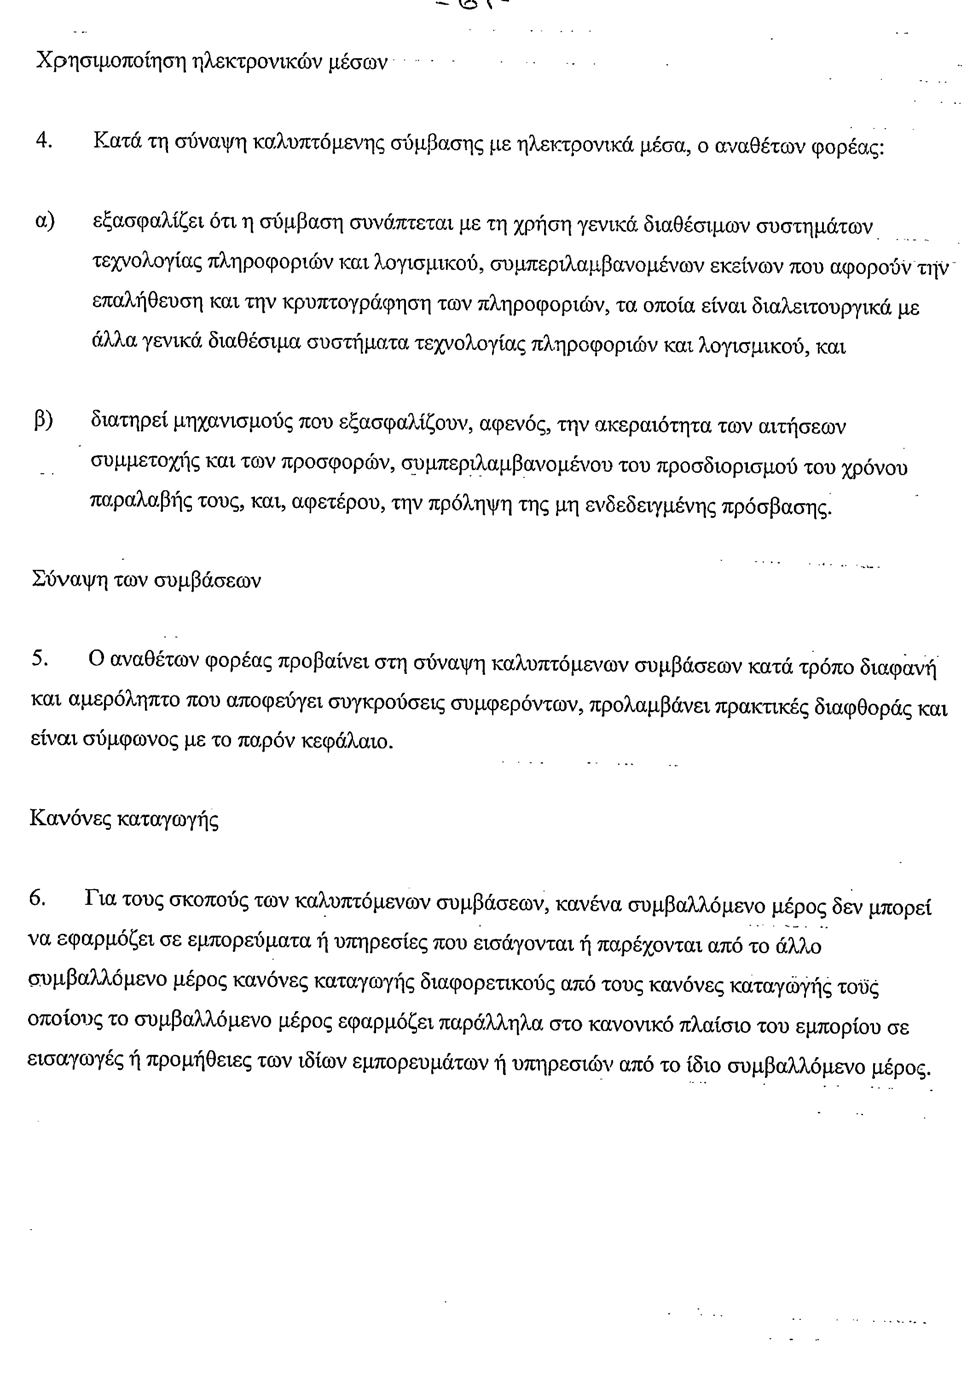 Χρησιμοποίηση ηλεκτρονικών μέσων
4. Κατά τη σύναψη καλυπτόμενης σύμβασης με ηλεκτρονικά μέσα, ο αναθέτων φορέας:
α) εξασφαλίζει ότι η σύμβαση συνάπτεται με τη χρήση γενικά διαθέσιμων συστημάτων
τεχνολογίας πληροφοριών και λογισμικού, συμπεριλαμβανομένων εκείνων που αφορούν την
επαλήθευση και την κρυπτογράφηση των πληροφοριών, τα οποία είναι διαλειτουργικά με
άλλα γενικά διαθέσιμα συστήματα τεχνολογίας πληροφοριών και λογισμικού, και
β) διατηρεί μηχανισμούς που εξασφαλίζουν, αφενός, την ακεραιότητα των αιτήσεων
συμμετοχής και των προσφορών, συμπεριλαμβανομένου του προσδιορισμού του χρόνου
παραλαβής τους, και, αφετέρου, την πρόληψη της μη ενδεδειγμένης πρόσβασης.
Σύναψη των συμβάσεων
5. Ο αναθέτων φορέας προβαίνει στη σύναψη καλυπτόμενων συμβάσεων κατά τρόπο διαφανή
και αμερόληπτο που αποφεύγει συγκρούσεις συμφερόντων, προλαμβάνει πρακτικές διαφθοράς και
είναι σύμφωνος με το παρόν κεφάλαιο.
Κανόνες καταγωγής
6. Για τους σκοπούς των καλυπτόμενων συμβάσεων, κανένα συμβαλλόμενο μέρος δεν μπορεί
να εφαρμόζει σε εμπορεύματα ή υπηρεσίες που εισάγονται ή παρέχονται από το άλλο
συμβαλλόμενο μέρος κανόνες καταγωγής διαφορετικούς από τους κανόνες καταγωγής τους
οποίους το συμβαλλόμενο μέρος εφαρμόζει παράλληλα στο κανονικό πλαίσιο του εμπορίου σε
εισαγωγές ή προμήθειες των ιδίων εμπορευμάτων ή υπηρεσιών από το ίδιο συμβαλλόμενο μέρος.